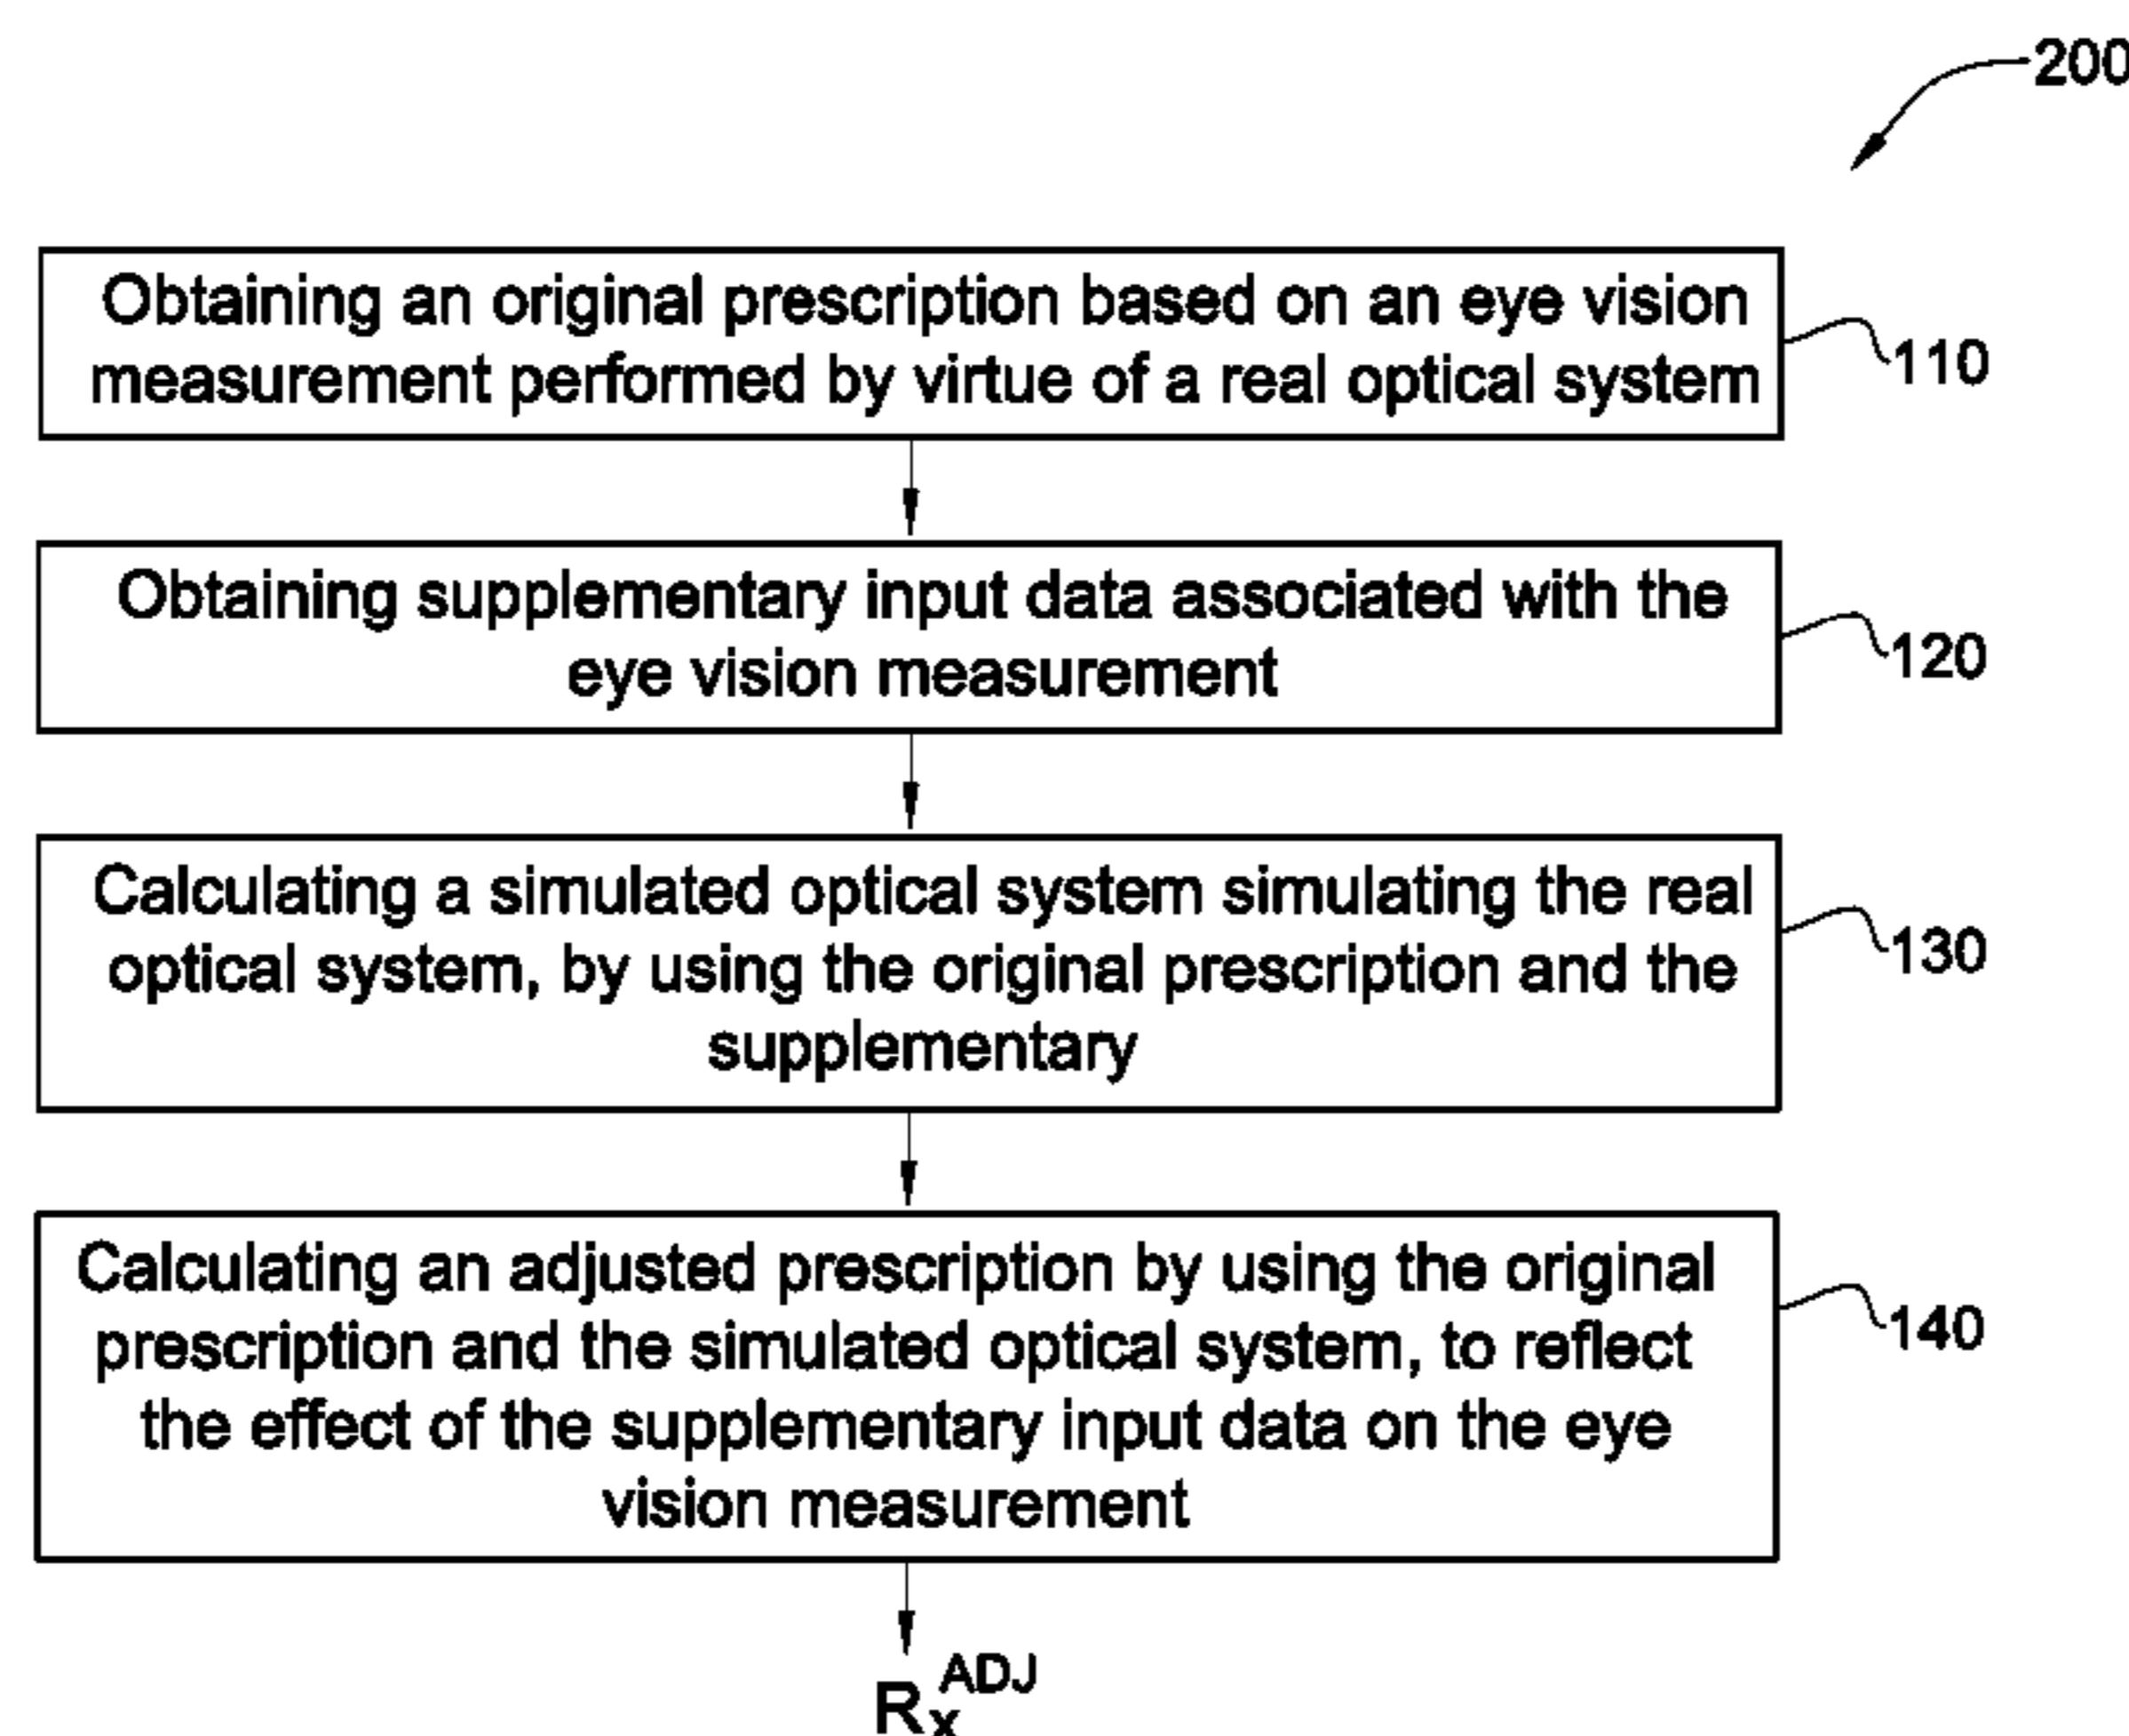 200
Obtaining an original prescription based on an eye vision
measurement performed by virtue of a real optical system
110
Obtaining supplementary input data associated with the
eye vision measurement
120
Calculating a simulated optical system simulating the real
optical system, by using the original prescription and the
supplementary
130
Calculating an adjusted prescription by using the original
prescription and the simulated optical system, to reflect
the effect of the supplementary input data on the eye
vision measurement
140
Rx ADJ